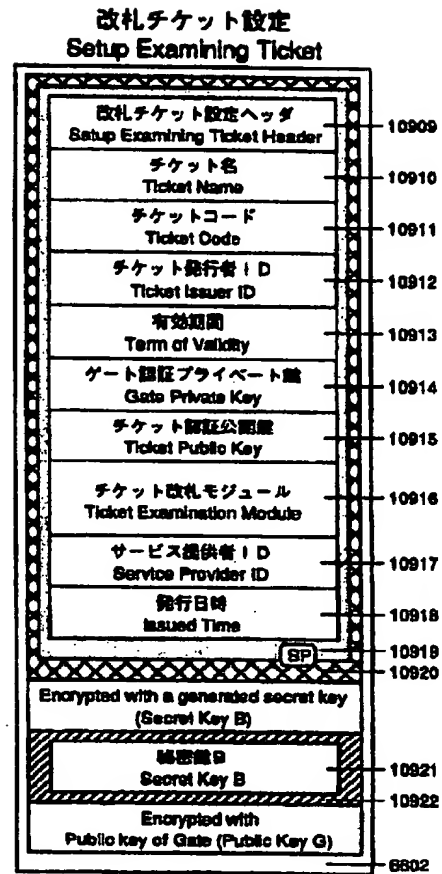 改札チケット設定
Setup Examining Ticket
改札チケット設定ヘッダ
Setup Examining Ticket Header
10909
チケット名
Ticket Name
10910
チケットコード
Ticket Code
10911
チケット発行者ID
Ticket Issuer ID
10912
有効期間
Term of Validity
10913
ゲート認証プライベート鍵
Gate Private Key
10914
チケット認証公開鍵
Ticket Public Key
10915
チケット改札モジュール
Ticket Examination Module
10916
サービス提供者ID
Service Provider ID
10917
発行日時
Issued Time
10918
SP
10919
10920
Encrypted with a generated secret key
(Secret Key B)
秘密鍵B
Secret Key B
10921
10922
Encrypted with
Public key of Gate (Public Key G)
6602